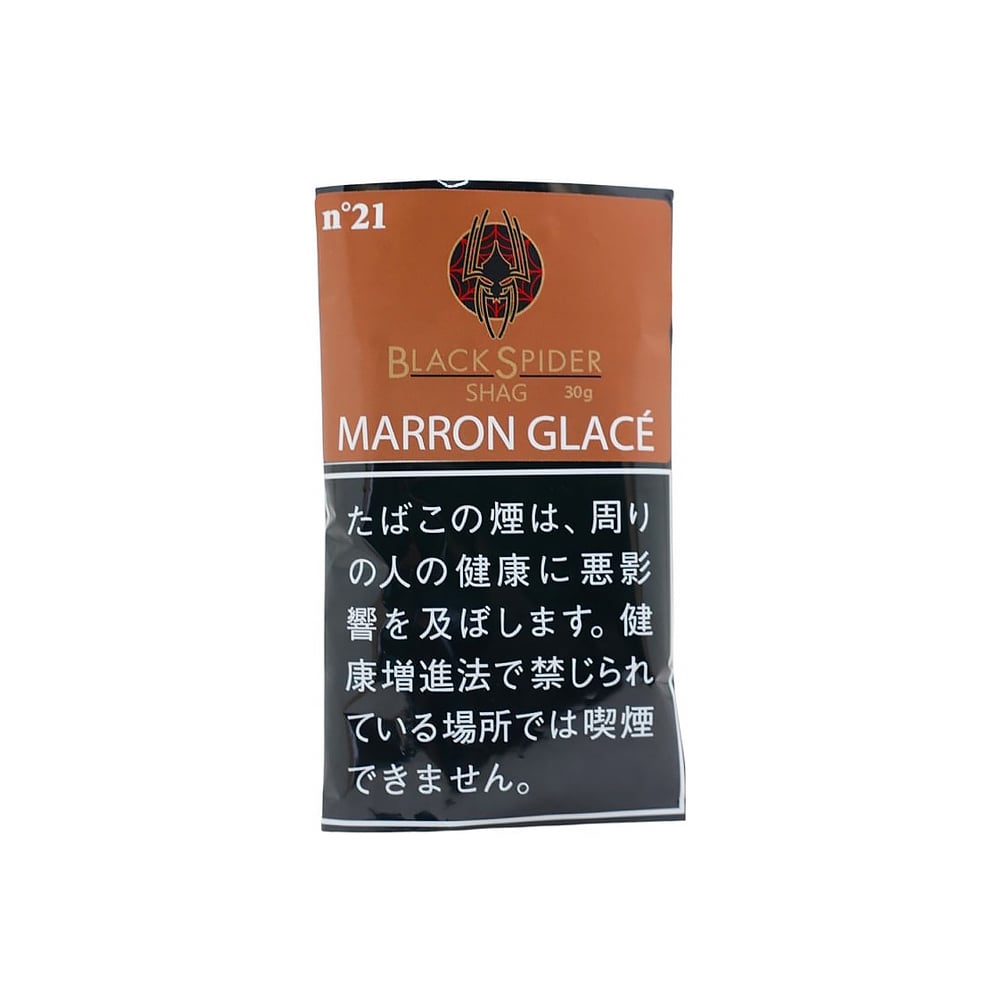 n°21
BLACK SPIDER
SHAG 30g
MARRON GLACÉ
たばこの煙は、周り
の人の健康に悪影
響を及ぼします。健
康増進法で禁じられ
ている場所では喫煙
できません。